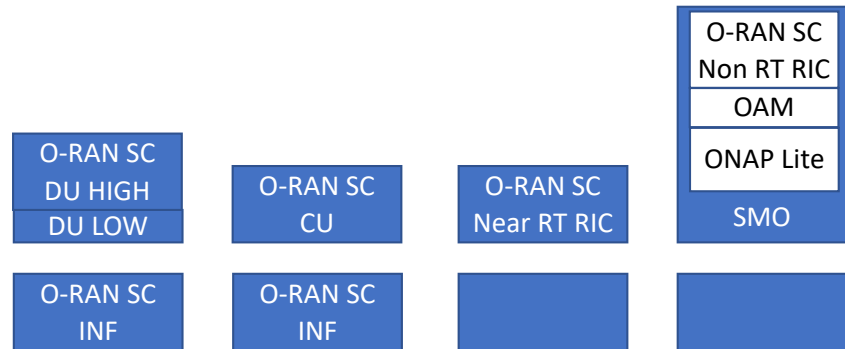 O-RAN SC
Non RT RIC
OAM
ONAP Lite
SMO
O-RAN SC
DU HIGH
DU LOW
O-RAN SC
CU
O-RAN SC
Near RT RIC
O-RAN SC
INF
O-RAN SC
INF